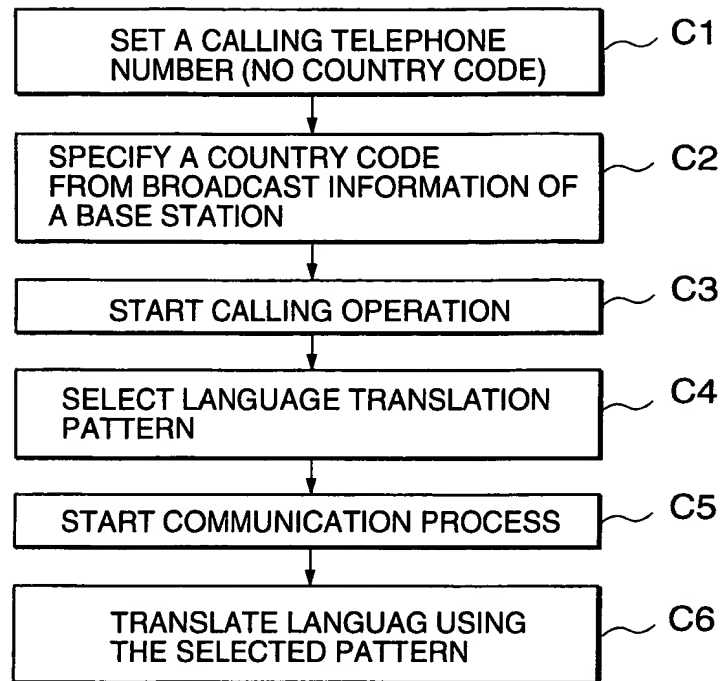 SET A CALLING TELEPHONE
NUMBER (NO COUNTRY CODE)
C1
SPECIFY A COUNTRY CODE
FROM BROADCAST INFORMATION OF
A BASE STATION
C2
START CALLING OPERATION
C3
SELECT LANGUAGE TRANSLATION
PATTERN
C4
START COMMUNICATION PROCESS
C5
TRANSLATE LANGUAG USING
THE SELECTED PATTERN
C6